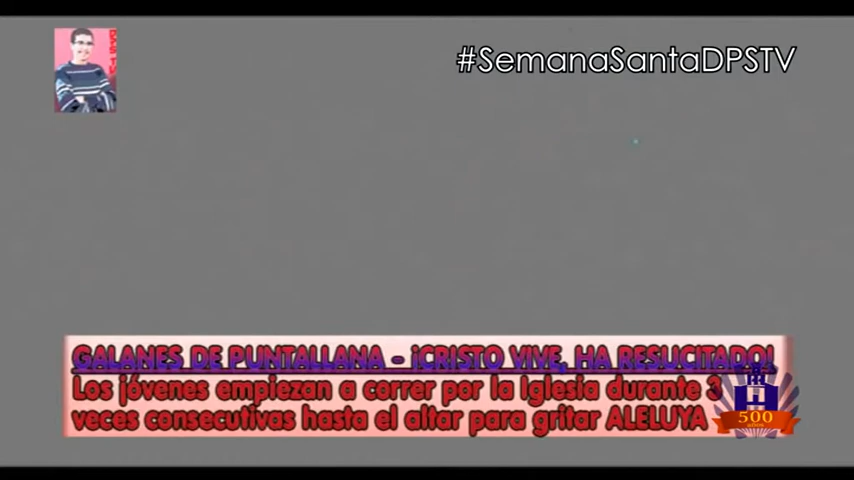 #SemanaSantaDPSTV
GALANES DE PUNTALLANA - ¡CRISTO VIVE, HA RESUCITADO!
Los jóvenes empiezan a correr por la Iglesia durante 3
veces consecutivas hasta el altar para gritar ALELUYA
500
años